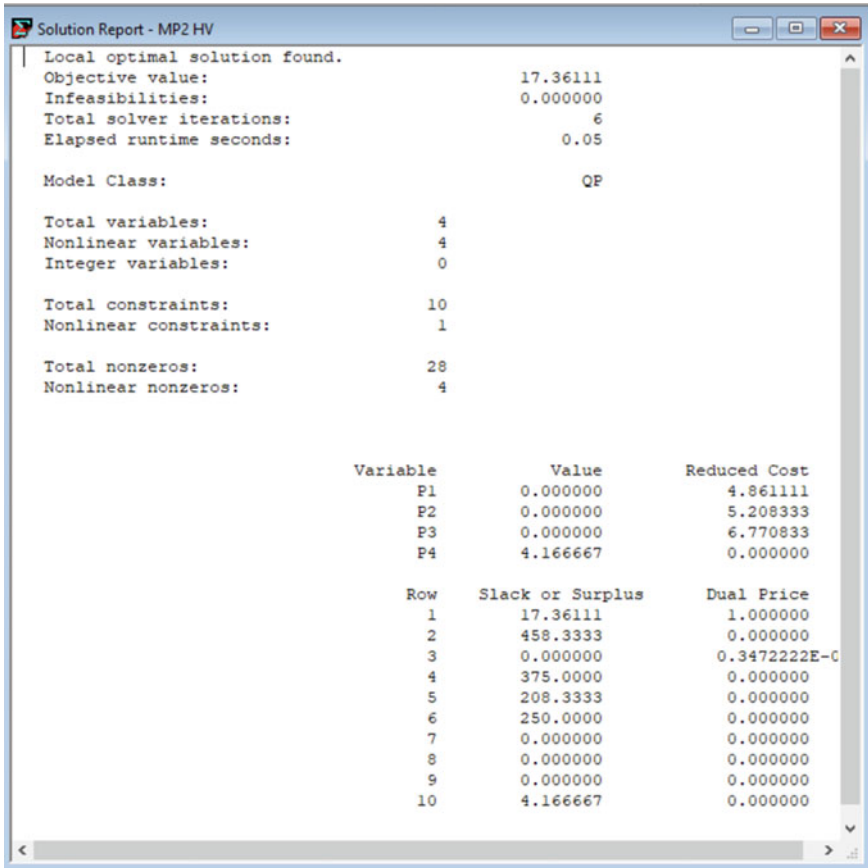 Solution Report - MP2 HV
Local optimal solution found.
Objective value: 17.36111
Infeasibilities: 0.000000
Total solver iterations: 6
Elapsed runtime seconds: 0.05
Model Class: QP
Total variables: 4
Nonlinear variables: 4
Integer variables: 0
Total constraints: 10
Nonlinear constraints: 1
Total nonzeros: 28
Nonlinear nonzeros: 4
Variable Value Reduced Cost
P1 0.000000 4.861111
P2 0.000000 5.208333
P3 0.000000 6.770833
P4 4.166667 0.000000
Row Slack or Surplus Dual Price
1 17.36111 1.000000
2 458.3333 0.000000
3 0.000000 0.3472222E-0
4 375.0000 0.000000
5 208.3333 0.000000
6 250.0000 0.000000
7 0.000000 0.000000
8 0.000000 0.000000
9 0.000000 0.000000
10 4.166667 0.000000